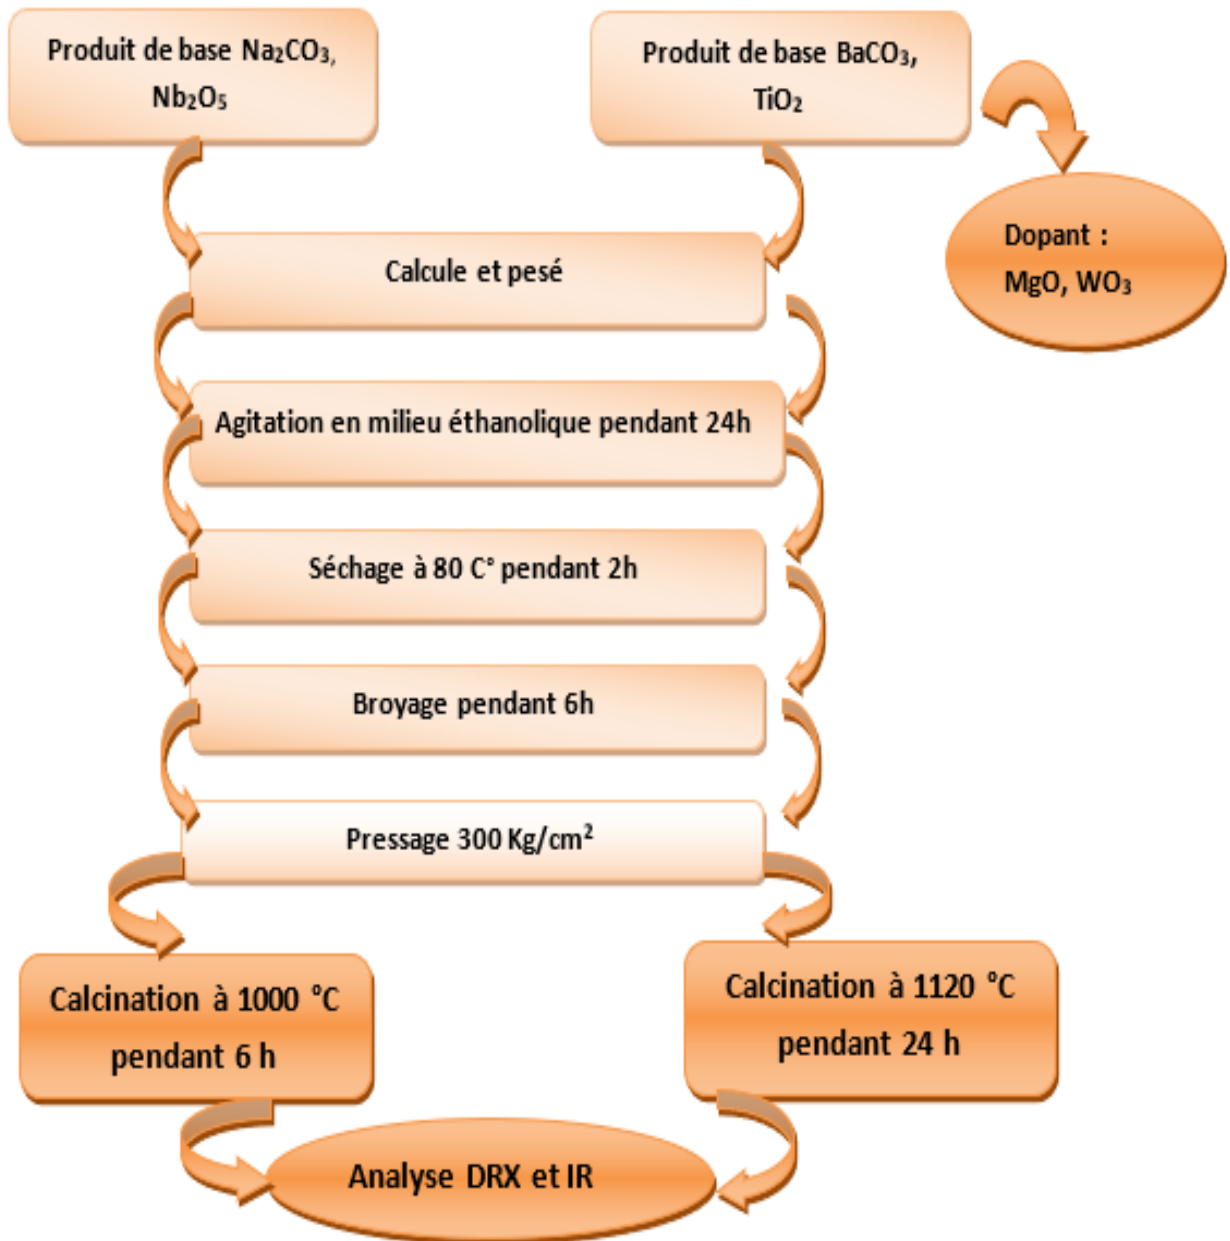 Produit de base Na₂CO₃,
Nb₂O₅
Produit de base BaCO₃,
TiO₂
Dopant :
MgO, WO₃
Calcule et pesé
Agitation en milieu éthanolique pendant 24h
Séchage à 80 C° pendant 2h
Broyage pendant 6h
Pressage 300 Kg/cm²
Calcination à 1000 °C
pendant 6 h
Calcination à 1120 °C
pendant 24 h
Analyse DRX et IR